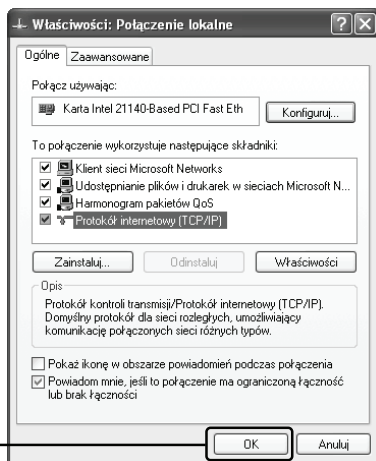 Właściwości: Połączenie lokalne
Ogólne Zaawansowane
Połącz używając:
Karta Intel 21140-Based PCI Fast Eth Konfiguruj...
To połączenie wykorzystuje następujące składniki:
Klient sieci Microsoft Networks
Udostępnianie plików i drukarek w sieciach Microsoft N...
Harmonogram pakietów QoS
Protokół internetowy (TCP/IP)
Zainstaluj... Odinstaluj Właściwości
Opis
Protokół kontroli transmisji/Protokół internetowy (TCP/IP).
Domyślny protokół dla sieci rozległych, umożliwiający
komunikację połączonych sieci różnych typów.
Pokaż ikonę w obszarze powiadomień podczas połączenia
Powiadom mnie, jeśli to połączenie ma ograniczoną łączność
lub brak łączności
OK Anuluj